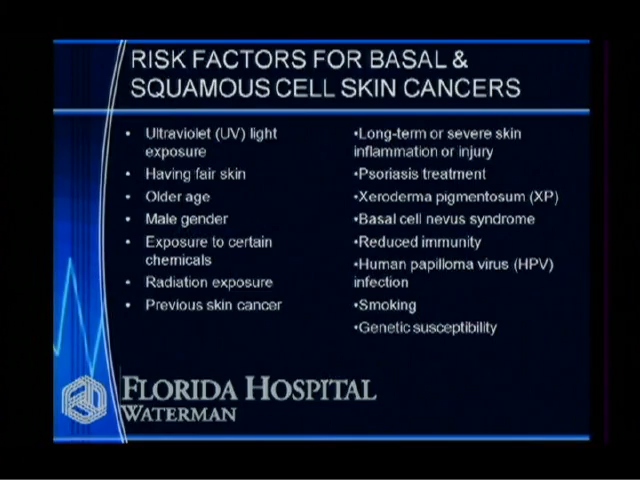 RISK FACTORS FOR BASAL &
SQUAMOUS CELL SKIN CANCERS
• Ultraviolet (UV) light
exposure
• Having fair skin
• Older age
• Male gender
• Exposure to certain
chemicals
• Radiation exposure
• Previous skin cancer
•Long-term or severe skin
inflammation or injury
•Psoriasis treatment
•Xeroderma pigmentosum (XP)
•Basal cell nevus syndrome
•Reduced immunity
•Human papilloma virus (HPV)
infection
•Smoking
•Genetic susceptibility
FLORIDA HOSPITAL
WATERMAN